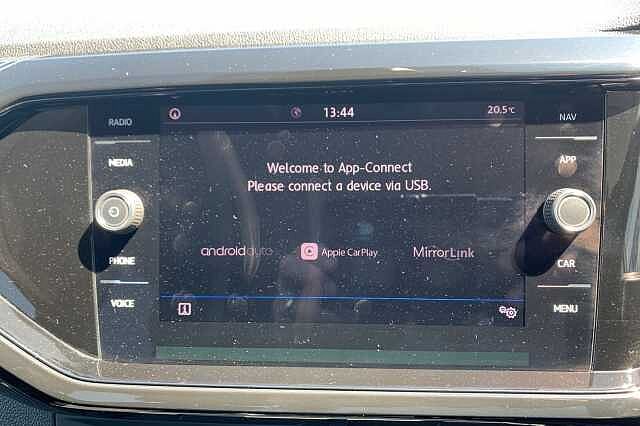 RADIO
MEDIA
PHONE
VOICE
13:44
20.5°C
Welcome to App-Connect
Please connect a device via USB.
androidauto
Apple CarPlay
MirrorLink
NAV
APP
CAR
MENU